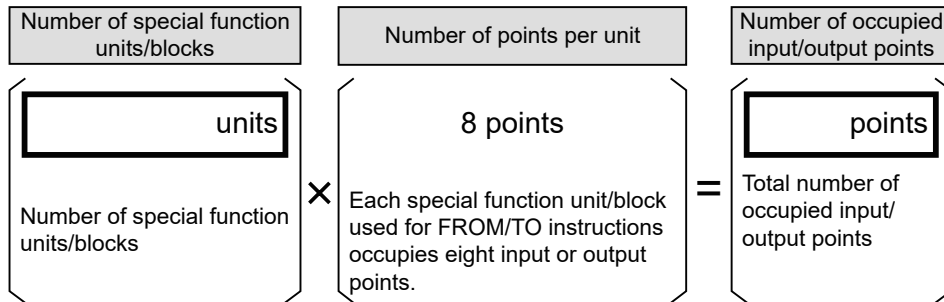 Number of special function
units/blocks
Number of points per unit
Number of occupied
input/output points
units
Number of special function
units/blocks
×
8 points
Each special function unit/block
used for FROM/TO instructions
occupies eight input or output
points.
=
points
Total number of
occupied input/
output points